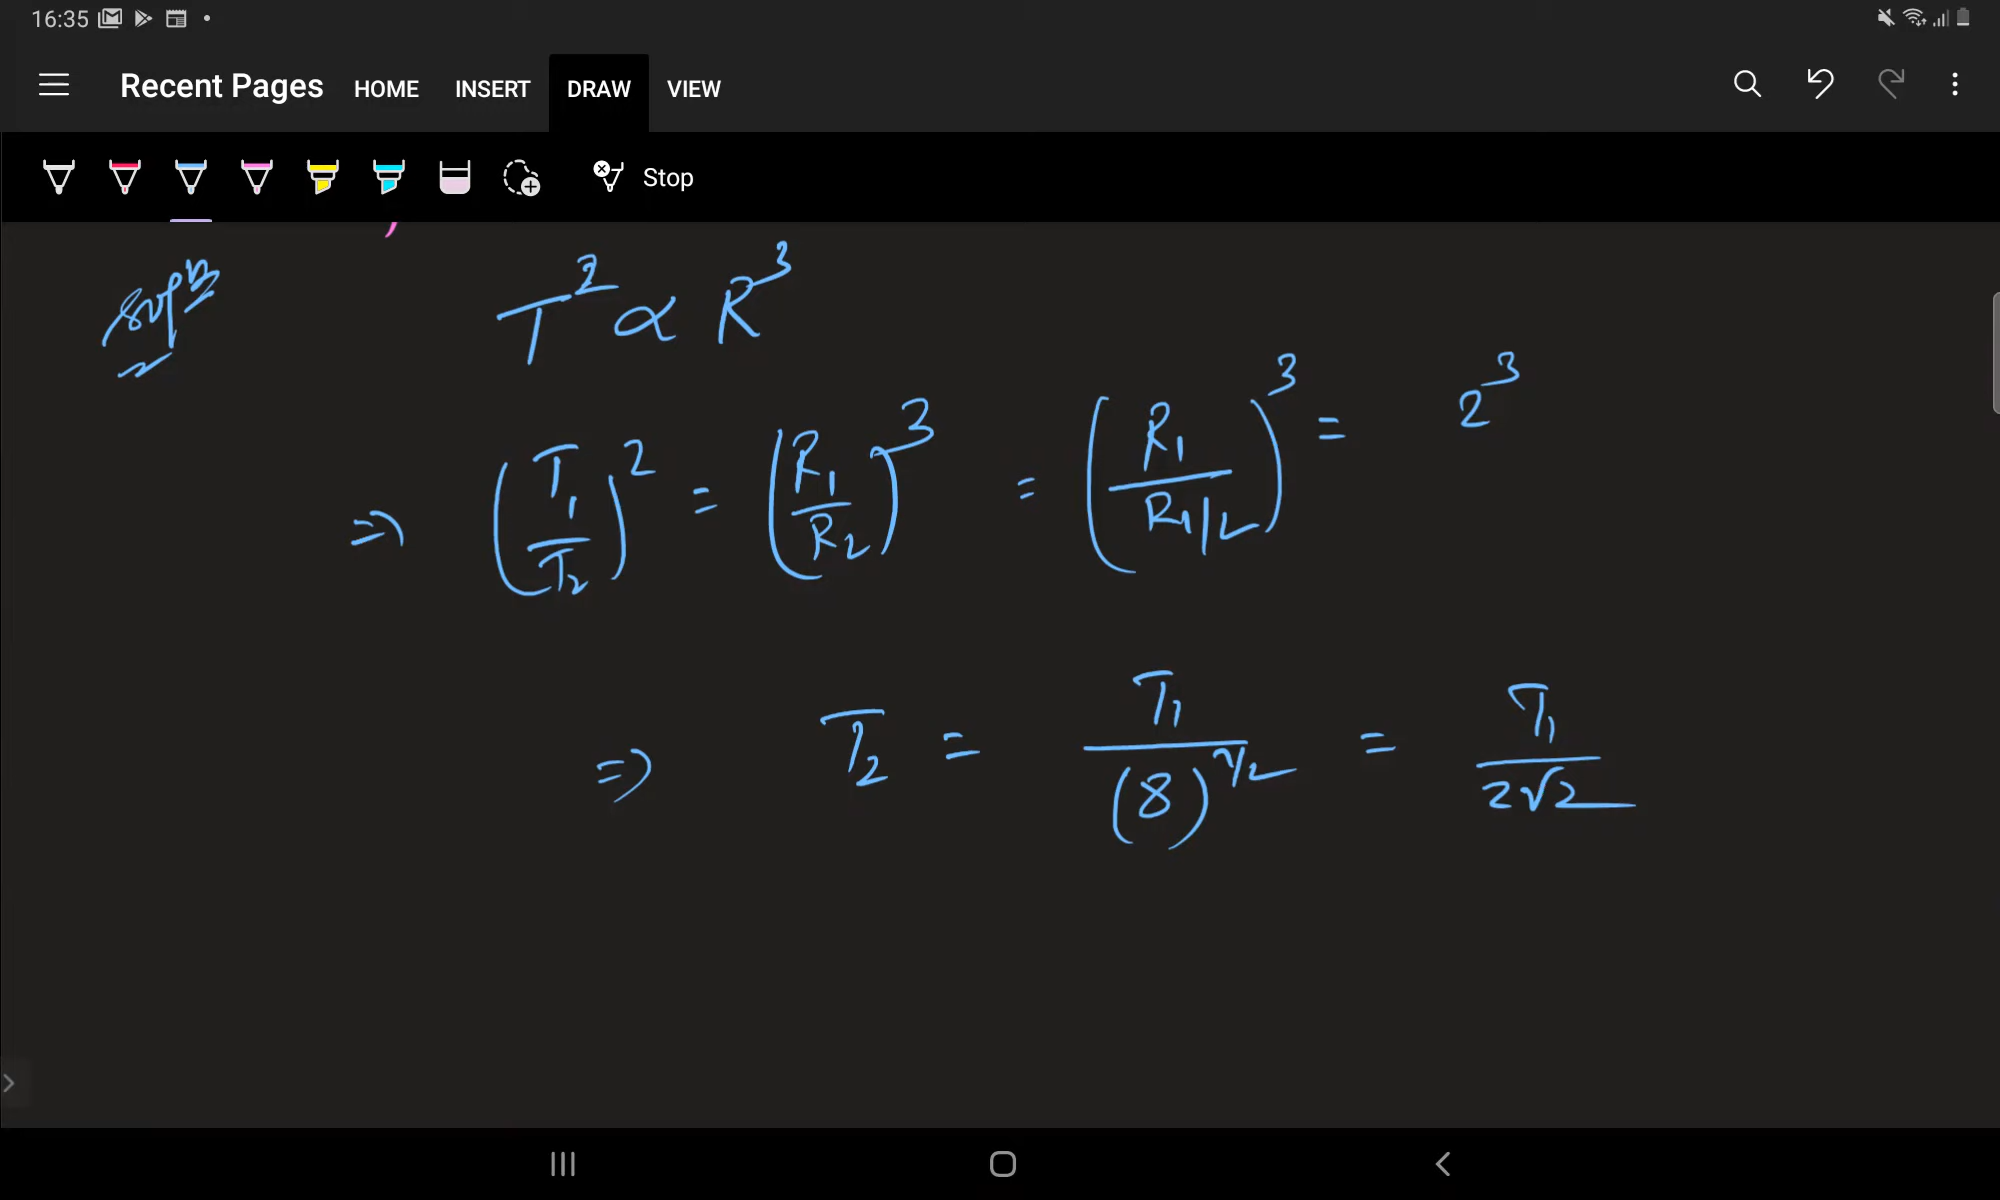 16:35
Recent Pages HOME INSERT DRAW VIEW
Stop
solⁿ
T² ∝ R³
⇒ (T₁/T₂)² = (R₁/R₂)³ = (R₁/(R₁/2))³ = 2³
⇒ T₂ = T₁/(8)^(1/2) = T₁/(2√2)